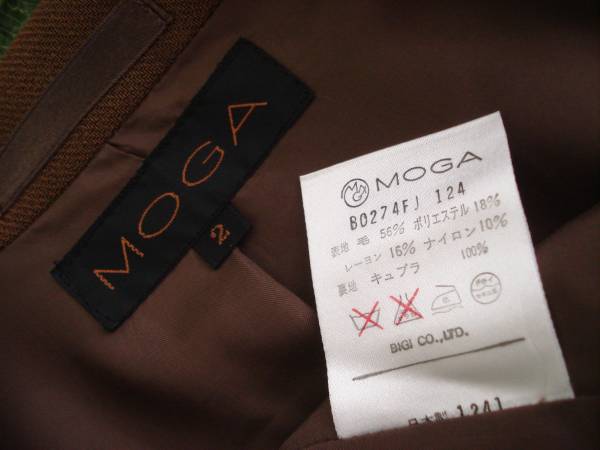 MOGA
2
MOGA
B0274FJ 124
表地 毛 56% ポリエステル 18%
レーヨン 16% ナイロン 10%
裏地 キュプラ 100%
BIGI CO.,LTD.
日本製 1241